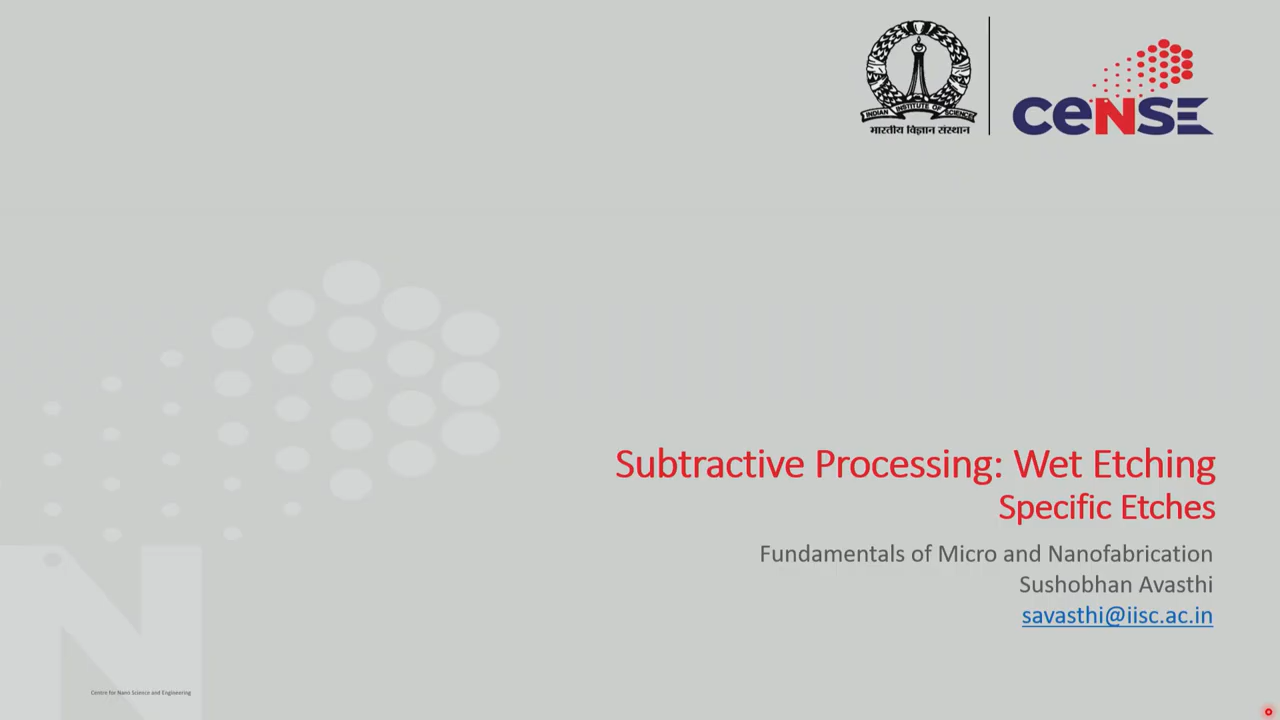 INDIAN INSTITUTE OF SCIENCE
भारतीय विज्ञान संस्थान
CeNSE
Subtractive Processing: Wet Etching
Specific Etches
Fundamentals of Micro and Nanofabrication
Sushobhan Avasthi
savasthi@iisc.ac.in
N
Centre for Nano Science and Engineering